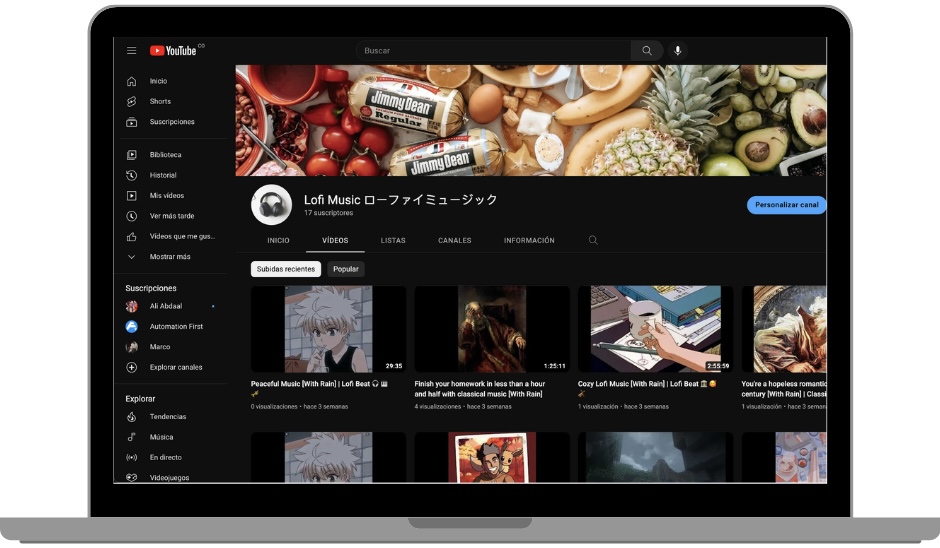 YouTube CO
Buscar
Inicio
Shorts
Suscripciones
Biblioteca
Historial
Mis vídeos
Ver más tarde
Vídeos que me gus...
Mostrar más
Suscripciones
Ali Abdaal
Automation First
Marco
Explorar canales
Explorar
Tendencias
Música
En directo
Videojuegos
Jimmy Dean
Regular
Jimmy Dean
Lofi Music ローファイミュージック
17 suscriptores
Personalizar canal
INICIO VÍDEOS LISTAS CANALES INFORMACIÓN
Subidas recientes Popular
29:35
Peaceful Music [With Rain] | Lofi Beat 🎧 🎹
🎺
0 visualizaciones • hace 3 semanas
1:25:11
Finish your homework in less than a hour
and half with classical music [With Rain]
4 visualizaciones • hace 3 semanas
2:55:59
Cozy Lofi Music [With Rain] | Lofi Beat 🏛 🥰
🎻
1 visualización • hace 3 semanas
You're a hopeless romantic
century [With Rain] | Classi
1 visualización • hace 3 seman